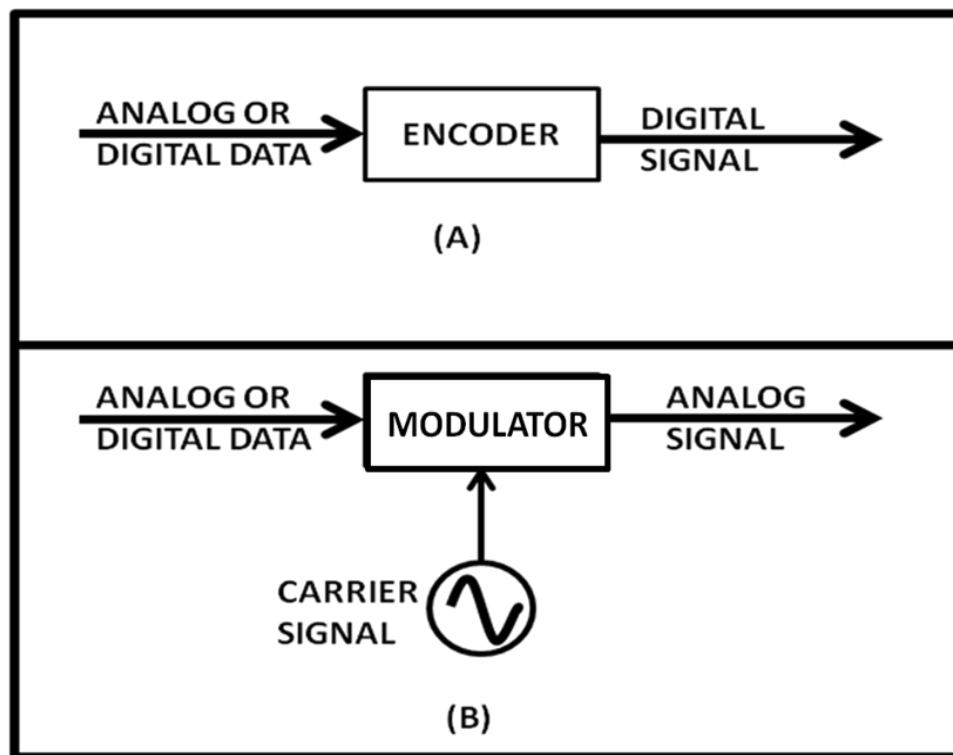 ANALOG OR
DIGITAL DATA
ENCODER
DIGITAL
SIGNAL
(A)
ANALOG OR
DIGITAL DATA
MODULATOR
ANALOG
SIGNAL
CARRIER
SIGNAL
(B)